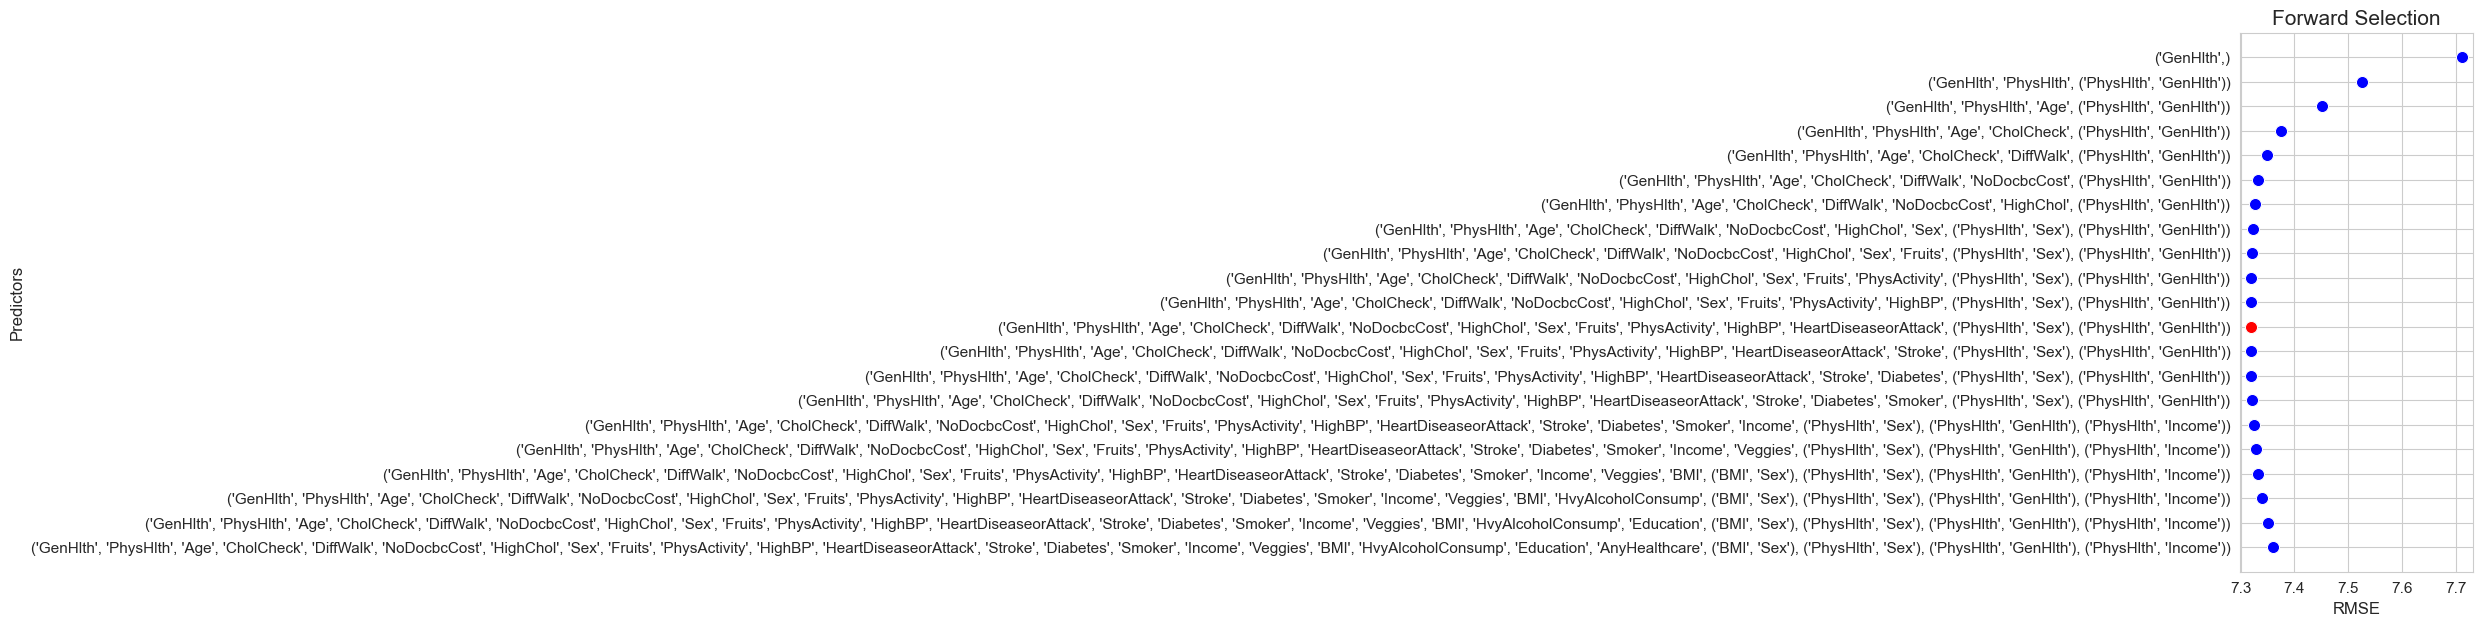 Forward Selection
('GenHlth',)
('GenHlth', 'PhysHlth', ('PhysHlth', 'GenHlth'))
('GenHlth', 'PhysHlth', 'Age', ('PhysHlth', 'GenHlth'))
('GenHlth', 'PhysHlth', 'Age', 'CholCheck', ('PhysHlth', 'GenHlth'))
('GenHlth', 'PhysHlth', 'Age', 'CholCheck', 'DiffWalk', ('PhysHlth', 'GenHlth'))
('GenHlth', 'PhysHlth', 'Age', 'CholCheck', 'DiffWalk', 'NoDocbcCost', ('PhysHlth', 'GenHlth'))
('GenHlth', 'PhysHlth', 'Age', 'CholCheck', 'DiffWalk', 'NoDocbcCost', 'HighChol', ('PhysHlth', 'GenHlth'))
('GenHlth', 'PhysHlth', 'Age', 'CholCheck', 'DiffWalk', 'NoDocbcCost', 'HighChol', 'Sex', ('PhysHlth', 'Sex'), ('PhysHlth', 'GenHlth'))
('GenHlth', 'PhysHlth', 'Age', 'CholCheck', 'DiffWalk', 'NoDocbcCost', 'HighChol', 'Sex', 'Fruits', ('PhysHlth', 'Sex'), ('PhysHlth', 'GenHlth'))
('GenHlth', 'PhysHlth', 'Age', 'CholCheck', 'DiffWalk', 'NoDocbcCost', 'HighChol', 'Sex', 'Fruits', 'PhysActivity', ('PhysHlth', 'Sex'), ('PhysHlth', 'GenHlth'))
('GenHlth', 'PhysHlth', 'Age', 'CholCheck', 'DiffWalk', 'NoDocbcCost', 'HighChol', 'Sex', 'Fruits', 'PhysActivity', 'HighBP', ('PhysHlth', 'Sex'), ('PhysHlth', 'GenHlth'))
('GenHlth', 'PhysHlth', 'Age', 'CholCheck', 'DiffWalk', 'NoDocbcCost', 'HighChol', 'Sex', 'Fruits', 'PhysActivity', 'HighBP', 'HeartDiseaseorAttack', ('PhysHlth', 'Sex'), ('PhysHlth', 'GenHlth'))
('GenHlth', 'PhysHlth', 'Age', 'CholCheck', 'DiffWalk', 'NoDocbcCost', 'HighChol', 'Sex', 'Fruits', 'PhysActivity', 'HighBP', 'HeartDiseaseorAttack', 'Stroke', ('PhysHlth', 'Sex'), ('PhysHlth', 'GenHlth'))
('GenHlth', 'PhysHlth', 'Age', 'CholCheck', 'DiffWalk', 'NoDocbcCost', 'HighChol', 'Sex', 'Fruits', 'PhysActivity', 'HighBP', 'HeartDiseaseorAttack', 'Stroke', 'Diabetes', ('PhysHlth', 'Sex'), ('PhysHlth', 'GenHlth'))
('GenHlth', 'PhysHlth', 'Age', 'CholCheck', 'DiffWalk', 'NoDocbcCost', 'HighChol', 'Sex', 'Fruits', 'PhysActivity', 'HighBP', 'HeartDiseaseorAttack', 'Stroke', 'Diabetes', 'Smoker', ('PhysHlth', 'Sex'), ('PhysHlth', 'GenHlth'))
('GenHlth', 'PhysHlth', 'Age', 'CholCheck', 'DiffWalk', 'NoDocbcCost', 'HighChol', 'Sex', 'Fruits', 'PhysActivity', 'HighBP', 'HeartDiseaseorAttack', 'Stroke', 'Diabetes', 'Smoker', 'Income', ('PhysHlth', 'Sex'), ('PhysHlth', 'GenHlth'), ('PhysHlth', 'Income'))
('GenHlth', 'PhysHlth', 'Age', 'CholCheck', 'DiffWalk', 'NoDocbcCost', 'HighChol', 'Sex', 'Fruits', 'PhysActivity', 'HighBP', 'HeartDiseaseorAttack', 'Stroke', 'Diabetes', 'Smoker', 'Income', 'Veggies', ('PhysHlth', 'Sex'), ('PhysHlth', 'GenHlth'), ('PhysHlth', 'Income'))
('GenHlth', 'PhysHlth', 'Age', 'CholCheck', 'DiffWalk', 'NoDocbcCost', 'HighChol', 'Sex', 'Fruits', 'PhysActivity', 'HighBP', 'HeartDiseaseorAttack', 'Stroke', 'Diabetes', 'Smoker', 'Income', 'Veggies', 'BMI', ('BMI', 'Sex'), ('PhysHlth', 'Sex'), ('PhysHlth', 'GenHlth'), ('PhysHlth', 'Income'))
('GenHlth', 'PhysHlth', 'Age', 'CholCheck', 'DiffWalk', 'NoDocbcCost', 'HighChol', 'Sex', 'Fruits', 'PhysActivity', 'HighBP', 'HeartDiseaseorAttack', 'Stroke', 'Diabetes', 'Smoker', 'Income', 'Veggies', 'BMI', 'HvyAlcoholConsump', ('BMI', 'Sex'), ('PhysHlth', 'Sex'), ('PhysHlth', 'GenHlth'), ('PhysHlth', 'Income'))
('GenHlth', 'PhysHlth', 'Age', 'CholCheck', 'DiffWalk', 'NoDocbcCost', 'HighChol', 'Sex', 'Fruits', 'PhysActivity', 'HighBP', 'HeartDiseaseorAttack', 'Stroke', 'Diabetes', 'Smoker', 'Income', 'Veggies', 'BMI', 'HvyAlcoholConsump', 'Education', ('BMI', 'Sex'), ('PhysHlth', 'Sex'), ('PhysHlth', 'GenHlth'), ('PhysHlth', 'Income'))
('GenHlth', 'PhysHlth', 'Age', 'CholCheck', 'DiffWalk', 'NoDocbcCost', 'HighChol', 'Sex', 'Fruits', 'PhysActivity', 'HighBP', 'HeartDiseaseorAttack', 'Stroke', 'Diabetes', 'Smoker', 'Income', 'Veggies', 'BMI', 'HvyAlcoholConsump', 'Education', 'AnyHealthcare', ('BMI', 'Sex'), ('PhysHlth', 'Sex'), ('PhysHlth', 'GenHlth'), ('PhysHlth', 'Income'))
Predictors
7.3 7.4 7.5 7.6 7.7
RMSE